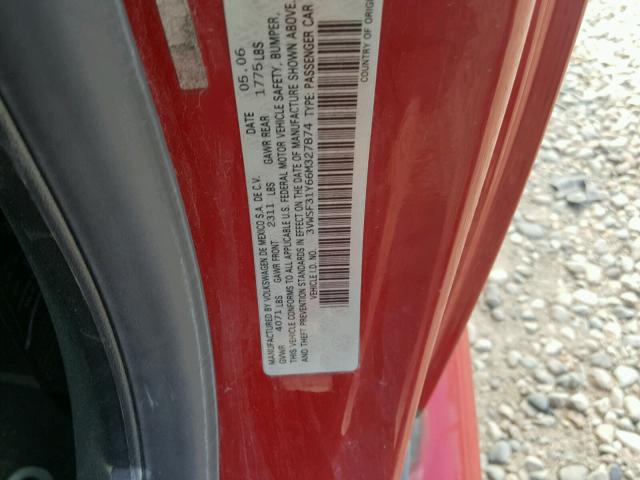 MANUFACTURED BY VOLKSWAGEN DE MEXICO S.A. DE C.V. DATE 05.06
GVWR 4071 LBS GAWR FRONT 2311 LBS GAWR REAR 1775 LBS
THIS VEHICLE CONFORMS TO ALL APPLICABLE U.S. FEDERAL MOTOR VEHICLE SAFETY, BUMPER,
AND THEFT PREVENTION STANDARDS IN EFFECT ON THE DATE OF MANUFACTURE SHOWN ABOVE.
VEHICLE I.D. NO. 3VWSF31Y66M327874 TYPE: PASSENGER CAR
COUNTRY OF ORIGIN